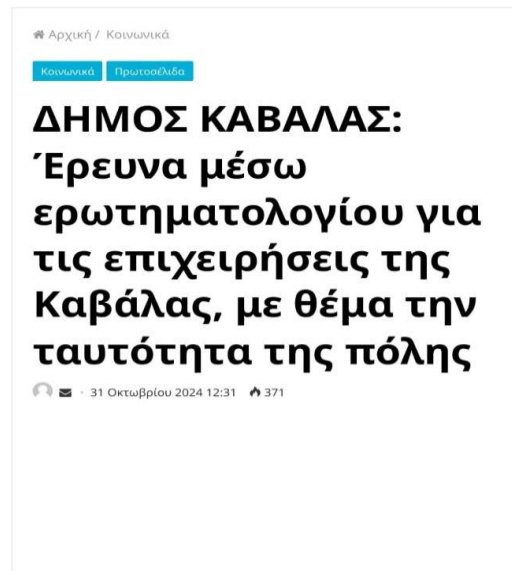 Αρχική / Κοινωνικά
Κοινωνικά Πρωτοσέλιδα
ΔΗΜΟΣ ΚΑΒΑΛΑΣ:
Έρευνα μέσω
ερωτηματολογίου για
τις επιχειρήσεις της
Καβάλας, με θέμα την
ταυτότητα της πόλης
31 Οκτωβρίου 2024 12:31 371